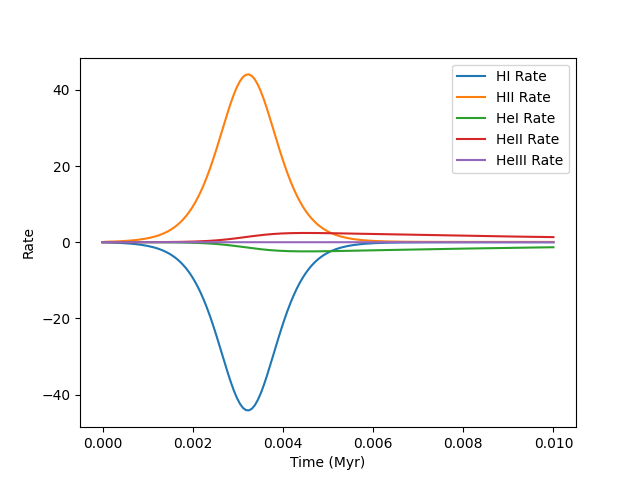 HI Rate
HII Rate
HeI Rate
HeII Rate
HeIII Rate
40
20
0
−20
−40
Rate
0.000 0.002 0.004 0.006 0.008 0.010
Time (Myr)